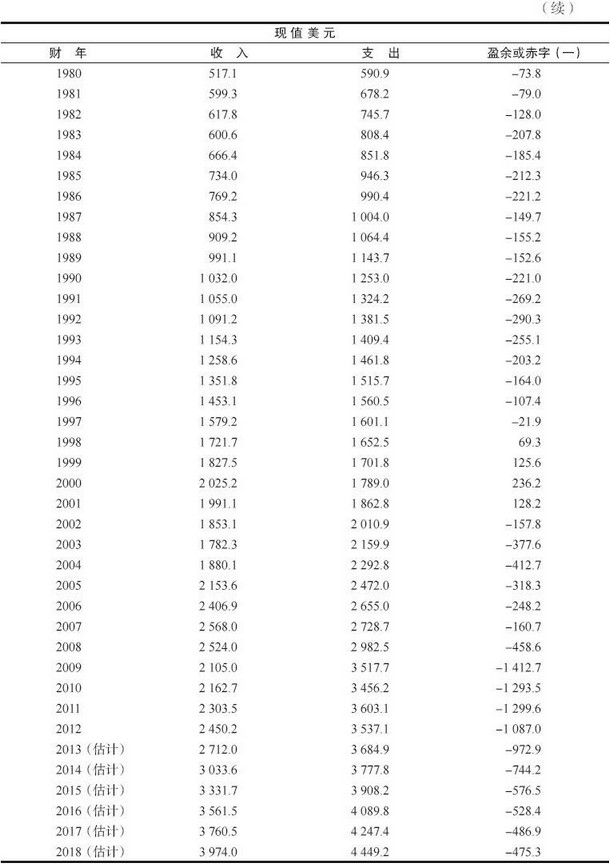 （续）
现 值 美 元
财 年 收 入 支 出 盈余或赤字（一）
1980 517.1 590.9 –73.8
1981 599.3 678.2 –79.0
1982 617.8 745.7 –128.0
1983 600.6 808.4 –207.8
1984 666.4 851.8 –185.4
1985 734.0 946.3 –212.3
1986 769.2 990.4 –221.2
1987 854.3 1 004.0 –149.7
1988 909.2 1 064.4 –155.2
1989 991.1 1 143.7 –152.6
1990 1 032.0 1 253.0 –221.0
1991 1 055.0 1 324.2 –269.2
1992 1 091.2 1 381.5 –290.3
1993 1 154.3 1 409.4 –255.1
1994 1 258.6 1 461.8 –203.2
1995 1 351.8 1 515.7 –164.0
1996 1 453.1 1 560.5 –107.4
1997 1 579.2 1 601.1 –21.9
1998 1 721.7 1 652.5 69.3
1999 1 827.5 1 701.8 125.6
2000 2 025.2 1 789.0 236.2
2001 1 991.1 1 862.8 128.2
2002 1 853.1 2 010.9 –157.8
2003 1 782.3 2 159.9 –377.6
2004 1 880.1 2 292.8 –412.7
2005 2 153.6 2 472.0 –318.3
2006 2 406.9 2 655.0 –248.2
2007 2 568.0 2 728.7 –160.7
2008 2 524.0 2 982.5 –458.6
2009 2 105.0 3 517.7 –1 412.7
2010 2 162.7 3 456.2 –1 293.5
2011 2 303.5 3 603.1 –1 299.6
2012 2 450.2 3 537.1 –1 087.0
2013（估计） 2 712.0 3 684.9 –972.9
2014（估计） 3 033.6 3 777.8 –744.2
2015（估计） 3 331.7 3 908.2 –576.5
2016（估计） 3 561.5 4 089.8 –528.4
2017（估计） 3 760.5 4 247.4 –486.9
2018（估计） 3 974.0 4 449.2 –475.3